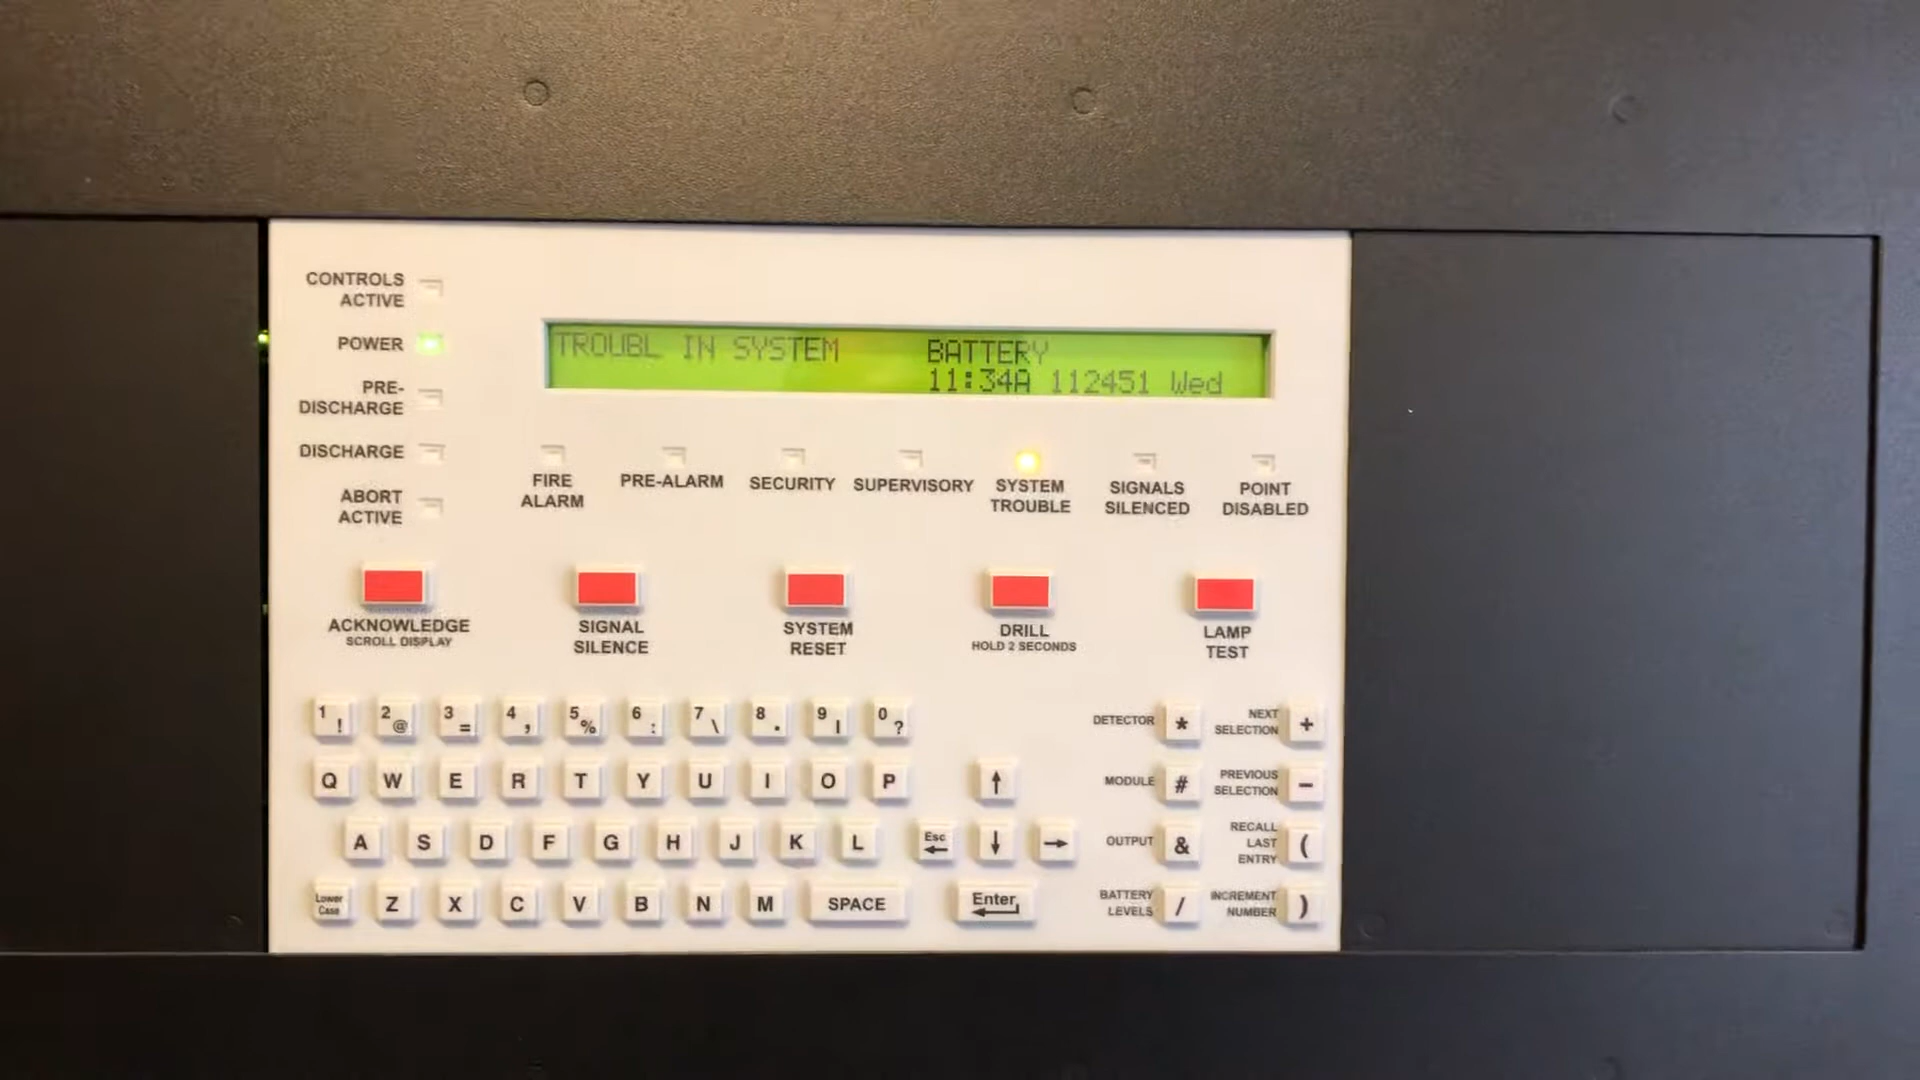 CONTROLS
ACTIVE
POWER
PRE-
DISCHARGE
DISCHARGE
ABORT
ACTIVE
TROUBL IN SYSTEM BATTERY
11:34A 112451 Wed
FIRE
ALARM
PRE-ALARM
SECURITY
SUPERVISORY
SYSTEM
TROUBLE
SIGNALS
SILENCED
POINT
DISABLED
ACKNOWLEDGE
SCROLL DISPLAY
SIGNAL
SILENCE
SYSTEM
RESET
DRILL
HOLD 2 SECONDS
LAMP
TEST
1 ! 2 @ 3 = 4 , 5 % 6 : 7 \ 8 . 9 | 0 ?
DETECTOR *
NEXT
SELECTION +
Q W E R T Y U I O P ↑
MODULE #
PREVIOUS
SELECTION −
A S D F G H J K L
Esc
← ↓ →
OUTPUT &
RECALL
LAST
ENTRY (
Lower
Case
Z X C V B N M SPACE Enter
BATTERY
LEVELS /
INCREMENT
NUMBER )